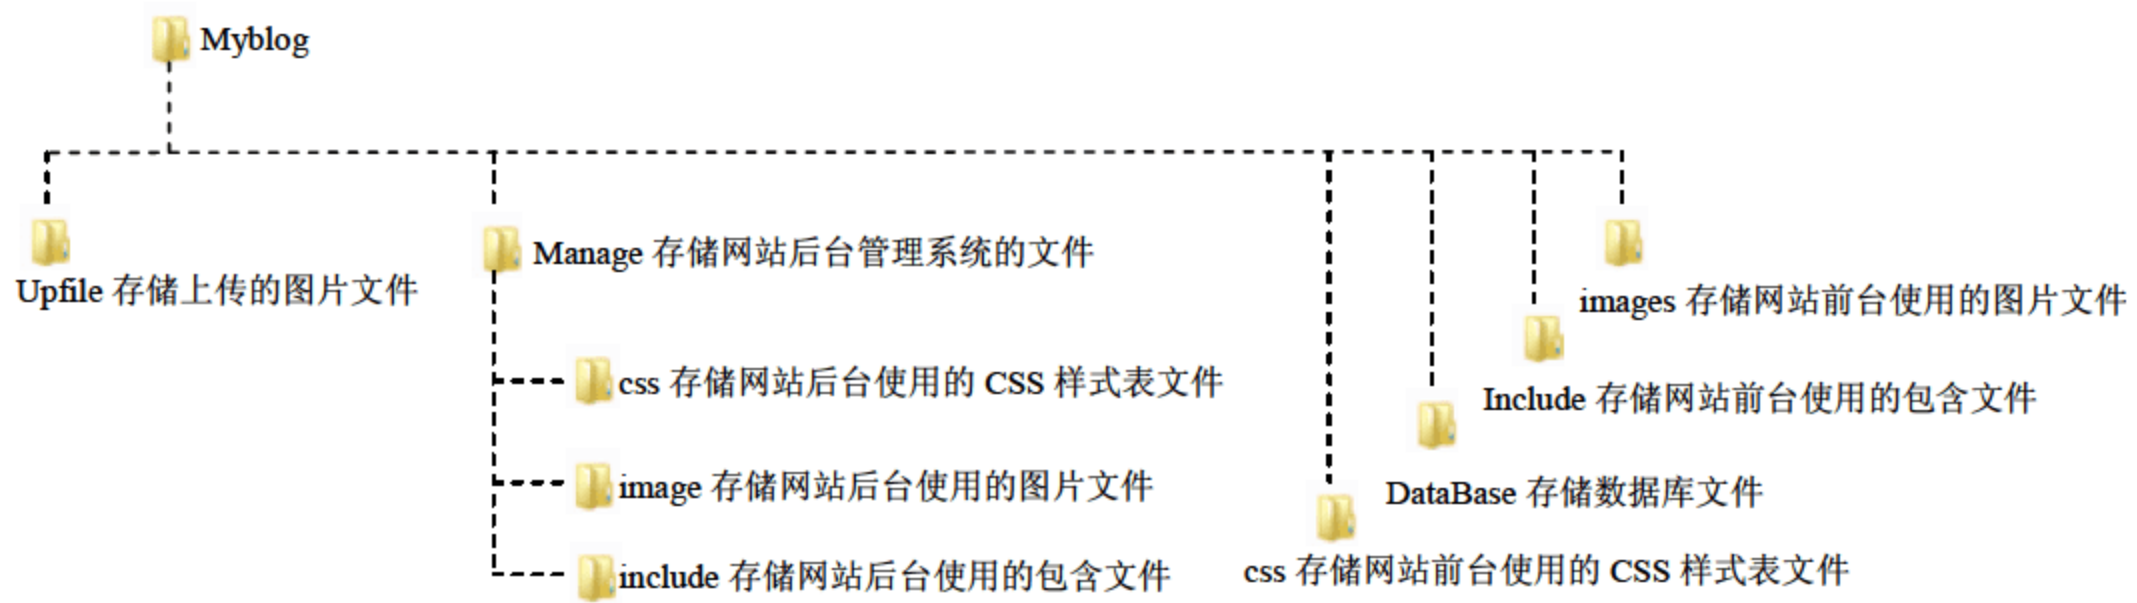 Myblog
Upfile 存储上传的图片文件
Manage 存储网站后台管理系统的文件
css 存储网站后台使用的 CSS 样式表文件
image 存储网站后台使用的图片文件
include 存储网站后台使用的包含文件
images 存储网站前台使用的图片文件
Include 存储网站前台使用的包含文件
DataBase 存储数据库文件
css 存储网站前台使用的 CSS 样式表文件